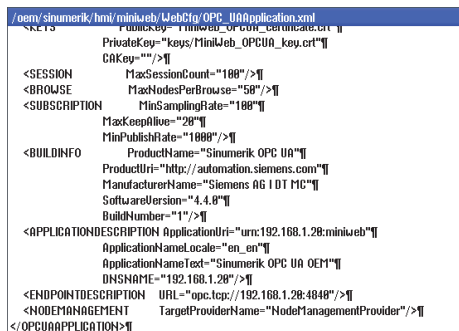 /oem/sinumerik/hmi/miniweb/WebCfg/OPC_UAApplication.xml
<KEYS PublicKey="MiniWeb_OPCUA_certificate.crt"¶
PrivateKey="keys/MiniWeb_OPCUA_key.crt"¶
CAKey=""/>¶
<SESSION MaxSessionCount="100"/>¶
<BROWSE MaxNodesPerBrowse="50"/>¶
<SUBSCRIPTION MinSamplingRate="100"¶
MaxKeepAlive="20"¶
MinPublishRate="1000"/>¶
<BUILDINFO ProductName="Sinumerik OPC UA"¶
ProductUri="http://automation.siemens.com"¶
ManufacturerName="Siemens AG I DT MC"¶
SoftwareVersion="4.4.0"¶
BuildNumber="1"/>¶
<APPLICATIONDESCRIPTION ApplicationUri="urn:192.168.1.20:miniweb"¶
ApplicationNameLocale="en_en"¶
ApplicationNameText="Sinumerik OPC UA OEM"¶
DNSNAME="192.168.1.20"/>¶
<ENDPOINTDESCRIPTION URL="opc.tcp://192.168.1.20:4840"/>¶
<NODEMANAGEMENT TargetProviderName="NodeManagementProvider"/>¶
</OPCUAAPPLICATION>¶